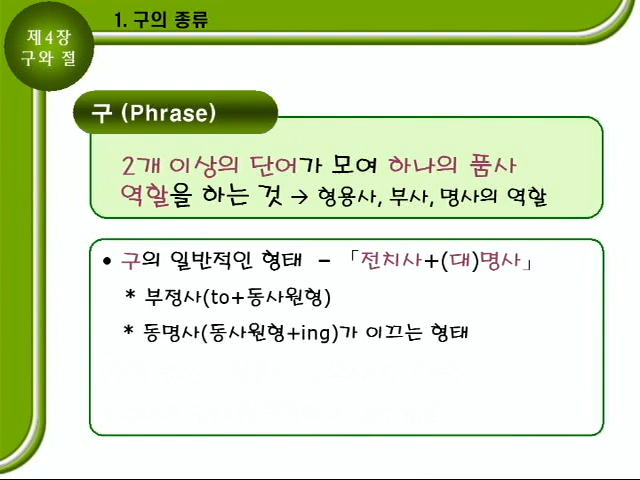 제4장
구와 절
1. 구의 종류
구 (Phrase)
2개 이상의 단어가 모여 하나의 품사
역할을 하는 것 → 형용사, 부사, 명사의 역할
• 구의 일반적인 형태 - 「전치사+(대)명사」
* 부정사(to+동사원형)
* 동명사(동사원형+ing)가 이끄는 형태